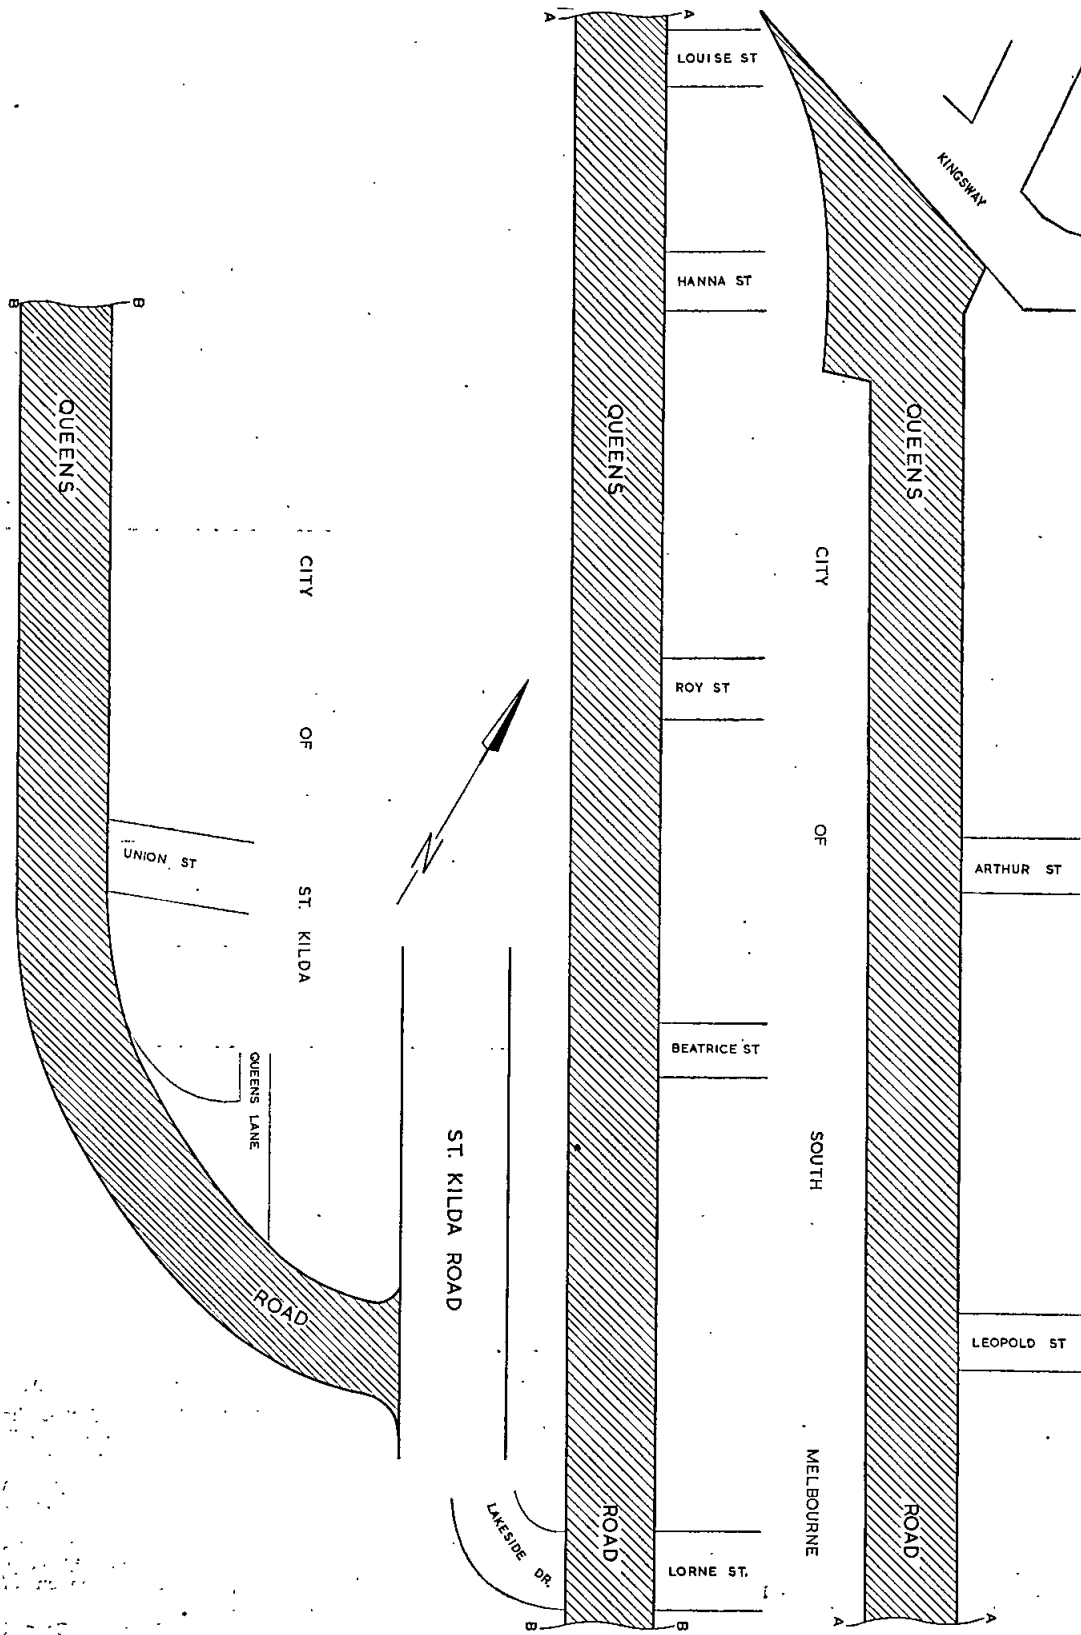 A
A
LOUISE ST
KINGSWAY
HANNA ST
B
B
QUEENS
QUEENS
QUEENS
CITY
OF
ST. KILDA
CITY
OF
SOUTH
MELBOURNE
ROY ST
N
UNION ST
ARTHUR ST
BEATRICE ST
QUEENS LANE
ST. KILDA ROAD
ROAD
LEOPOLD ST
LAKESIDE DR.
ROAD
ROAD
LORNE ST.
B
B
A
A